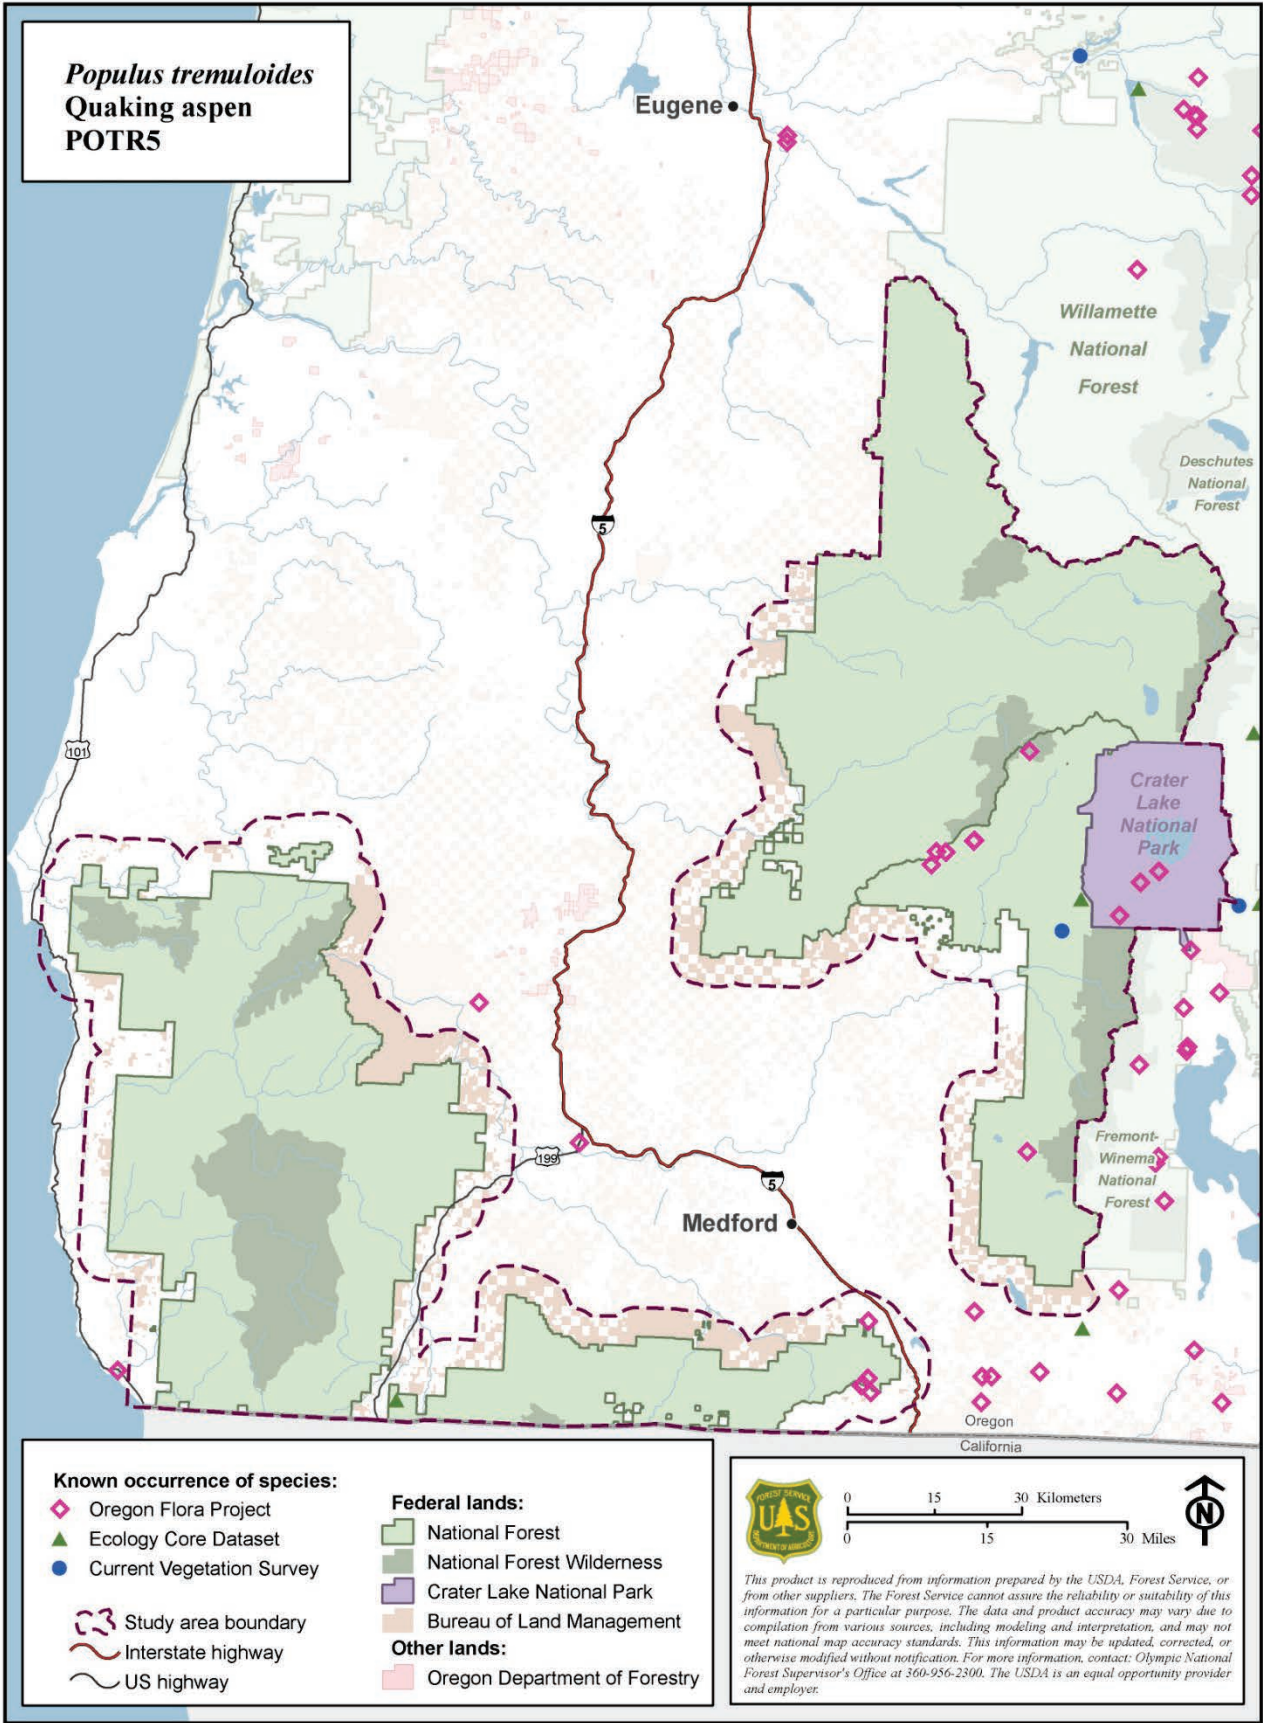 Populus tremuloides
Quaking aspen
POTR5
Eugene
Willamette
National
Forest
Deschutes
National
Forest
5
101
Crater
Lake
National
Park
199
5
Medford
Fremont-
Winema
National
Forest
Oregon
California
Known occurrence of species:
Oregon Flora Project
Ecology Core Dataset
Current Vegetation Survey
Study area boundary
Interstate highway
US highway
Federal lands:
National Forest
National Forest Wilderness
Crater Lake National Park
Bureau of Land Management
Other lands:
Oregon Department of Forestry
FOREST SERVICE
U S
DEPARTMENT OF AGRICULTURE
0 15 30 Kilometers
0 15 30 Miles
N
This product is reproduced from information prepared by the USDA, Forest Service, or
from other suppliers. The Forest Service cannot assure the reliability or suitability of this
information for a particular purpose. The data and product accuracy may vary due to
compilation from various sources, including modeling and interpretation, and may not
meet national map accuracy standards. This information may be updated, corrected, or
otherwise modified without notification. For more information, contact: Olympic National
Forest Supervisor's Office at 360-956-2300. The USDA is an equal opportunity provider
and employer.